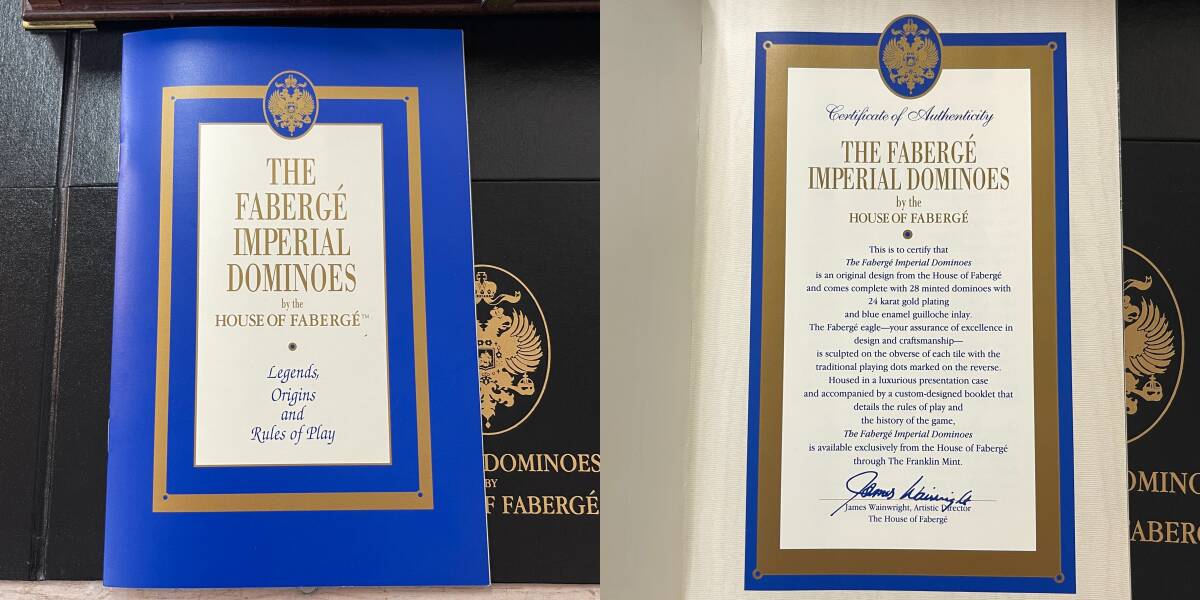 THE
FABERGÉ
IMPERIAL
DOMINOES
by the
HOUSE OF FABERGÉ™
Legends,
Origins
and
Rules of Play
DOMINOES
BY
F FABERGÉ
Certificate of Authenticity
THE FABERGÉ
IMPERIAL DOMINOES
by the
HOUSE OF FABERGÉ
This is to certify that
The Fabergé Imperial Dominoes
is an original design from the House of Fabergé
and comes complete with 28 minted dominoes with
24 karat gold plating
and blue enamel guilloche inlay.
The Fabergé eagle—your assurance of excellence in
design and craftsmanship—
is sculpted on the obverse of each tile with the
traditional playing dots marked on the reverse.
Housed in a luxurious presentation case
and accompanied by a custom-designed booklet that
details the rules of play and
the history of the game,
The Fabergé Imperial Dominoes
is available exclusively from the House of Fabergé
through The Franklin Mint.
James Wainwright
James Wainwright, Artistic Director
The House of Fabergé
OMINO
ABER